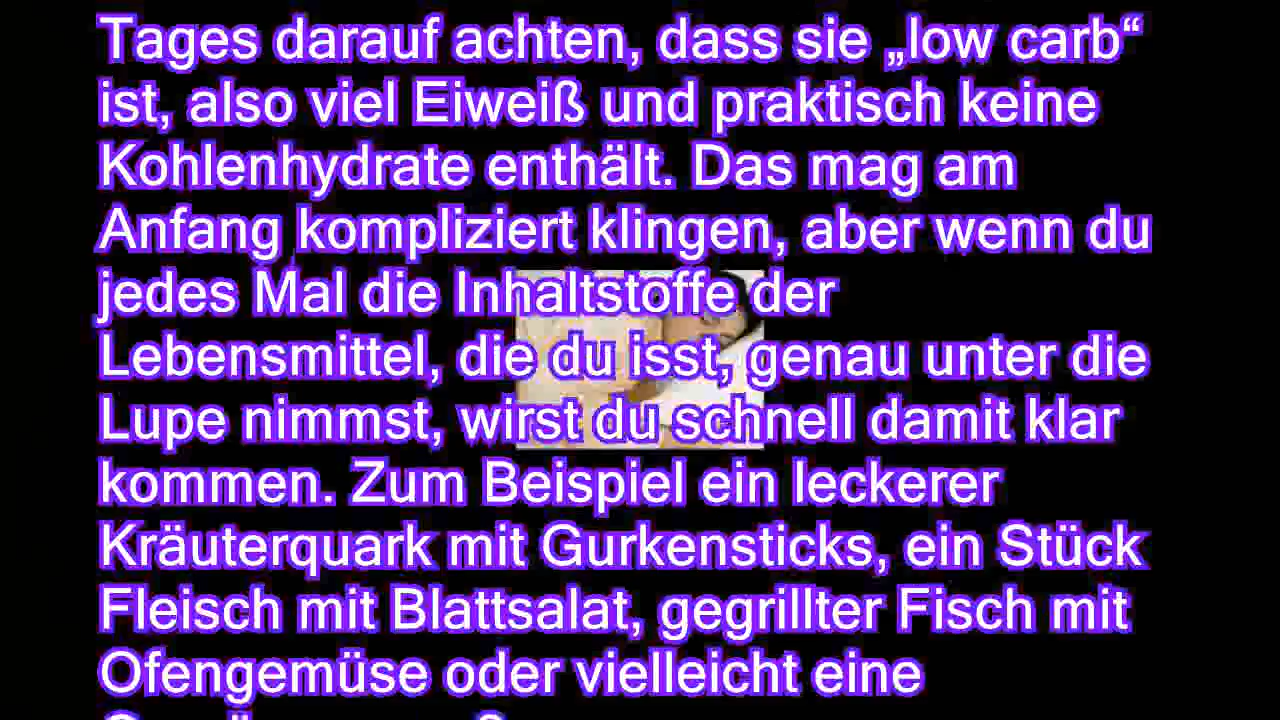 Tages darauf achten, dass sie „low carb“
ist, also viel Eiweiß und praktisch keine
Kohlenhydrate enthält. Das mag am
Anfang kompliziert klingen, aber wenn du
jedes Mal die Inhaltstoffe der
Lebensmittel, die du isst, genau unter die
Lupe nimmst, wirst du schnell damit klar
kommen. Zum Beispiel ein leckerer
Kräuterquark mit Gurkensticks, ein Stück
Fleisch mit Blattsalat, gegrillter Fisch mit
Ofengemüse oder vielleicht eine